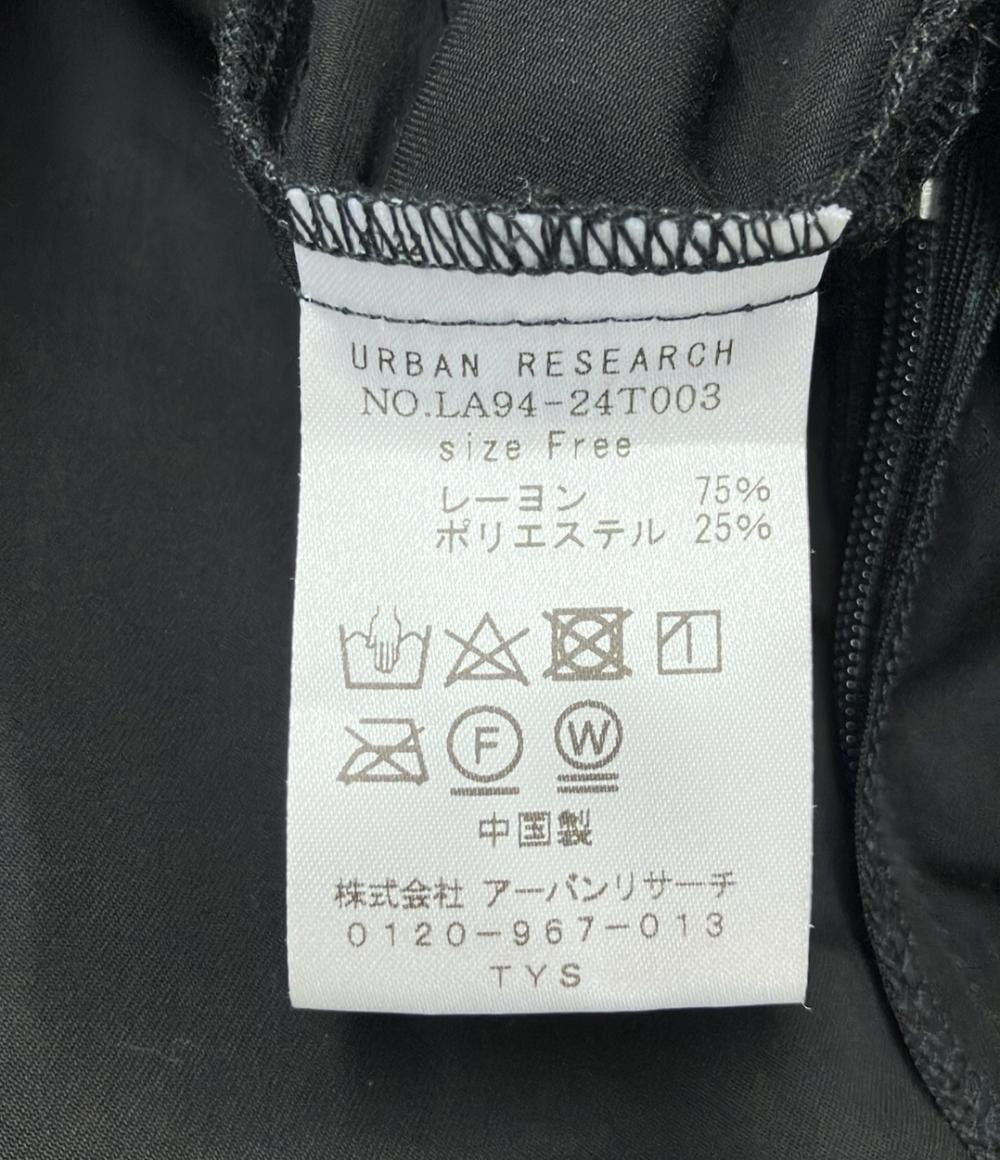 URBAN RESEARCH
NO.LA94-24T003
size Free
レーヨン 75%
ポリエステル 25%
F W
中国製
株式会社 アーバンリサーチ
0120-967-013
TYS